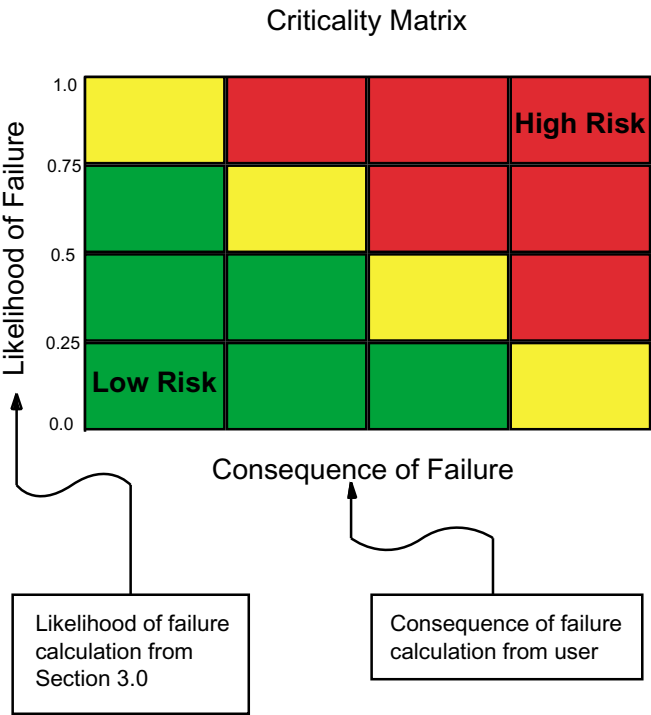 Criticality Matrix
1.0
High Risk
0.75
Likelihood of Failure
0.5
0.25
Low Risk
0.0
Consequence of Failure
Likelihood of failure
calculation from
Section 3.0
Consequence of failure
calculation from user